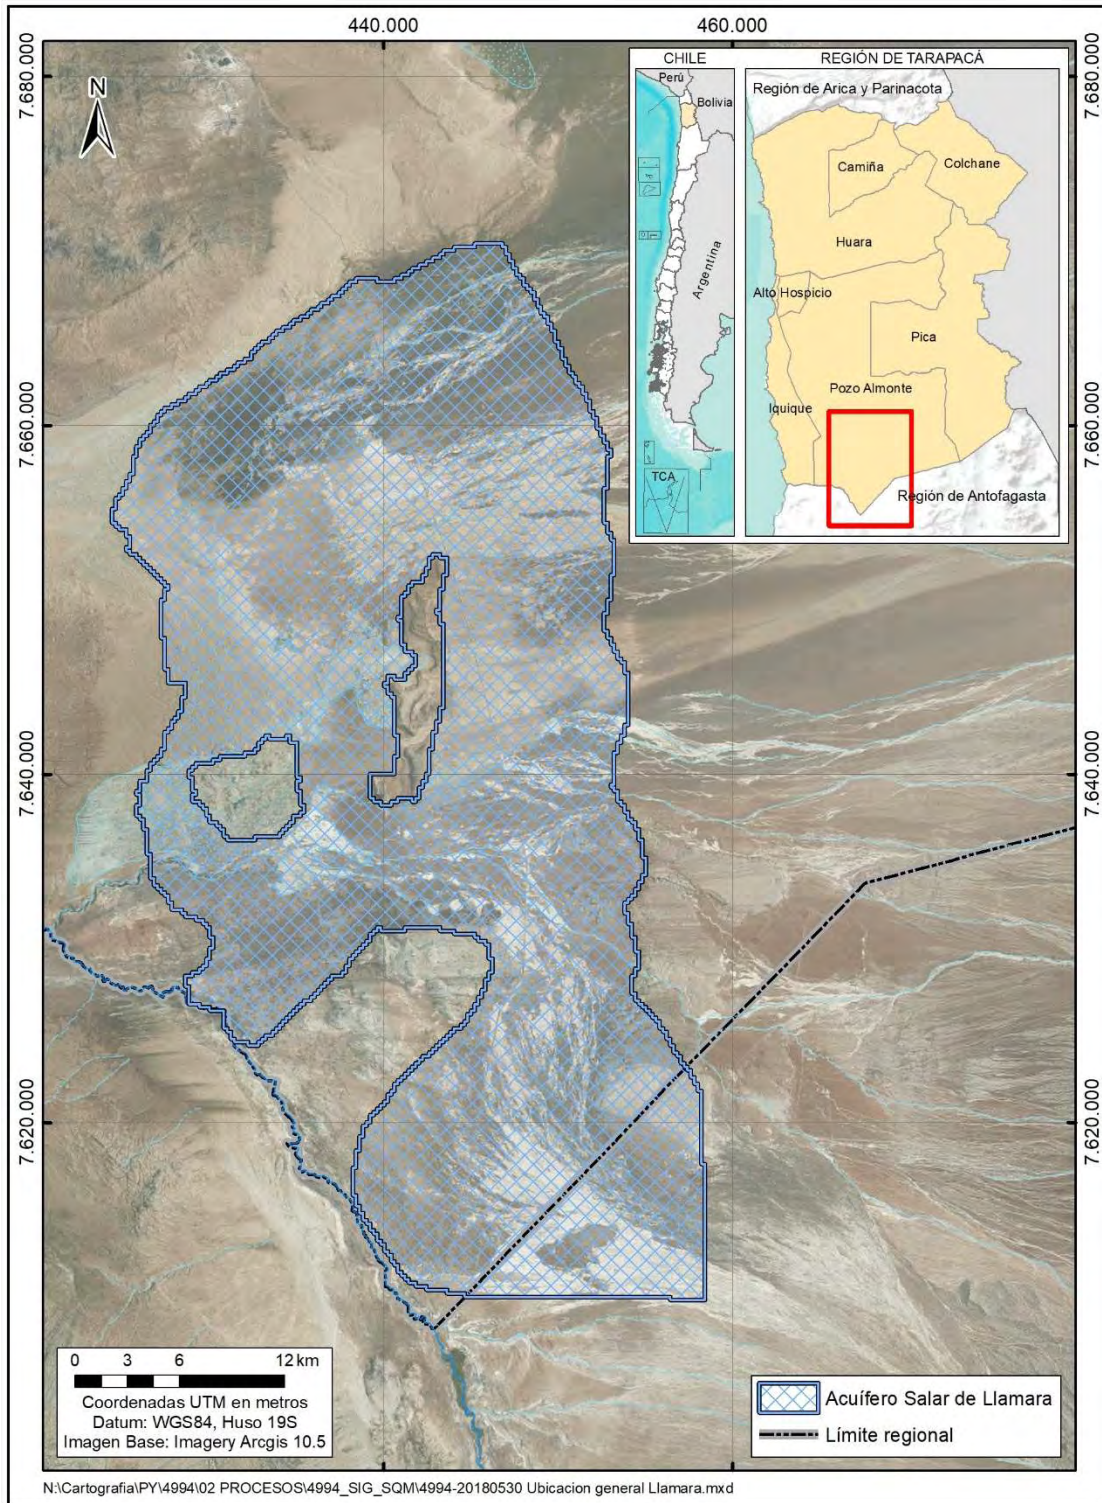 440.000
460.000
7.680.000
7.680.000
N
CHILE
REGIÓN DE TARAPACÁ
Perú
Bolivia
Argentina
TCA
Región de Arica y Parinacota
Camiña
Colchane
Huara
Alto Hospicio
Pica
Pozo Almonte
Iquique
Región de Antofagasta
7.660.000
7.660.000
7.640.000
7.640.000
7.620.000
7.620.000
0 3 6 12 km
Coordenadas UTM en metros
Datum: WGS84, Huso 19S
Imagen Base: Imagery Arcgis 10.5
Acuífero Salar de Llamara
Límite regional
N:\Cartografia\PY\4994\02 PROCESOS\4994_SIG_SQM\4994-20180530 Ubicacion general Llamara.mxd